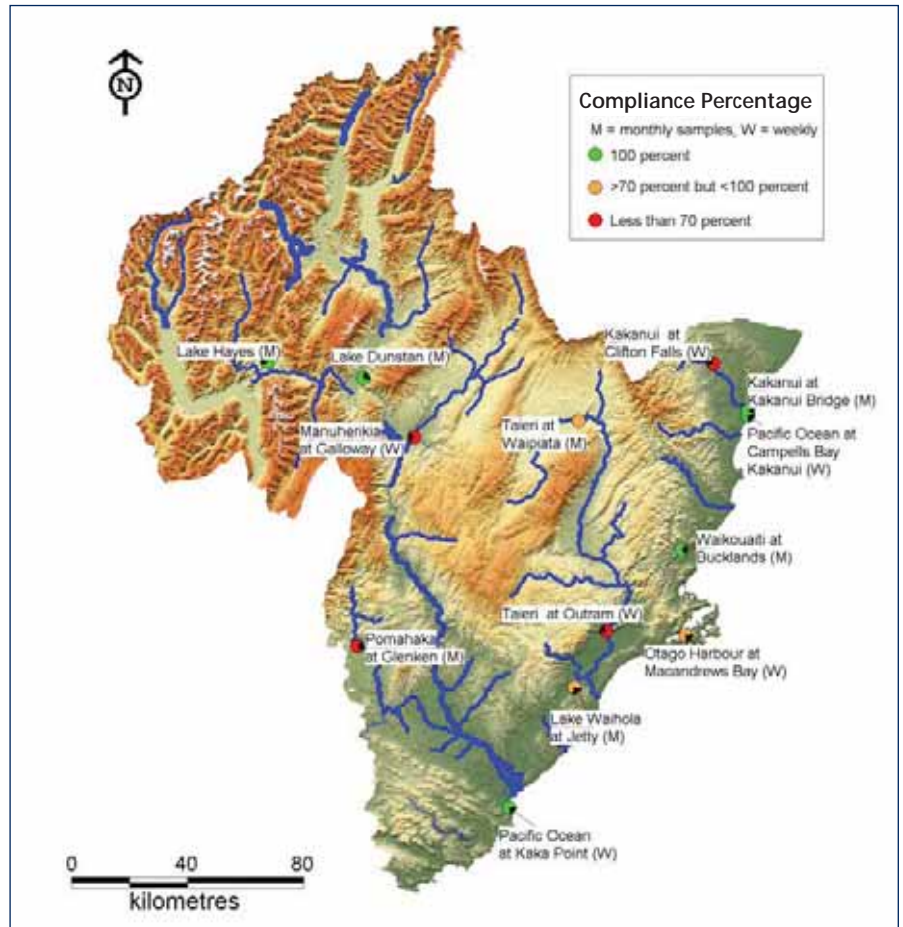 N
Compliance Percentage
M = monthly samples, W = weekly
100 percent
>70 percent but <100 percent
Less than 70 percent
Lake Hayes (M)
Lake Dunstan (M)
Kakanui at
Clifton Falls (W)
Kakanui at
Kakanui Bridge (M)
Pacific Ocean at
Campells Bay
Kakanui (W)
Manuherikia
at Galloway (W)
Taieri at
Waipiata (M)
Waikouaiti at
Bucklands (M)
Taieri at Outram (W)
Pomahaka
at Glenken (M)
Otago Harbour at
Macandrews Bay (W)
Lake Waihola
at Jetty (M)
Pacific Ocean
at Kaka Point (W)
0 40 80
kilometres